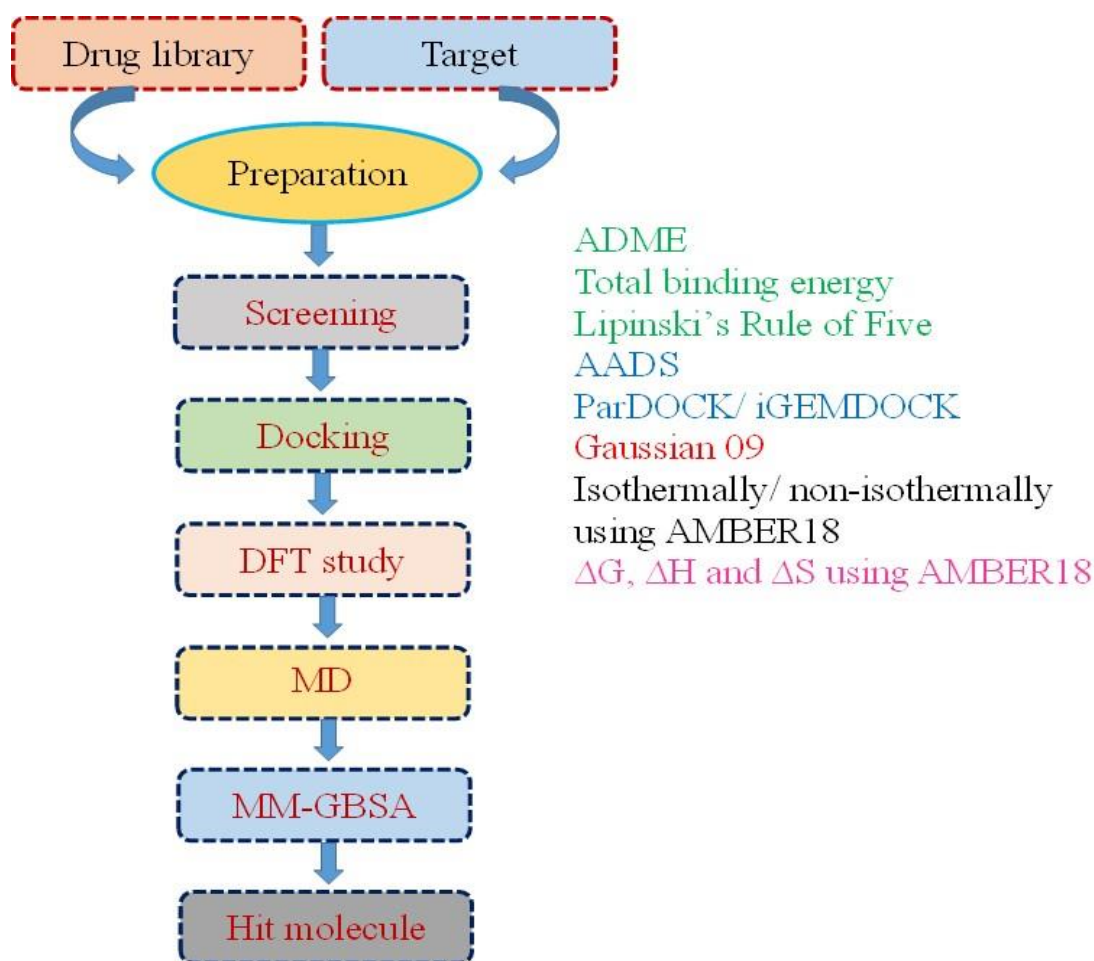 Drug library
Target
Preparation
Screening
Docking
DFT study
MD
MM-GBSA
Hit molecule
ADME
Total binding energy
Lipinski’s Rule of Five
AADS
ParDOCK/ iGEMDOCK
Gaussian 09
Isothermally/ non-isothermally
using AMBER18
ΔG, ΔH and ΔS using AMBER18